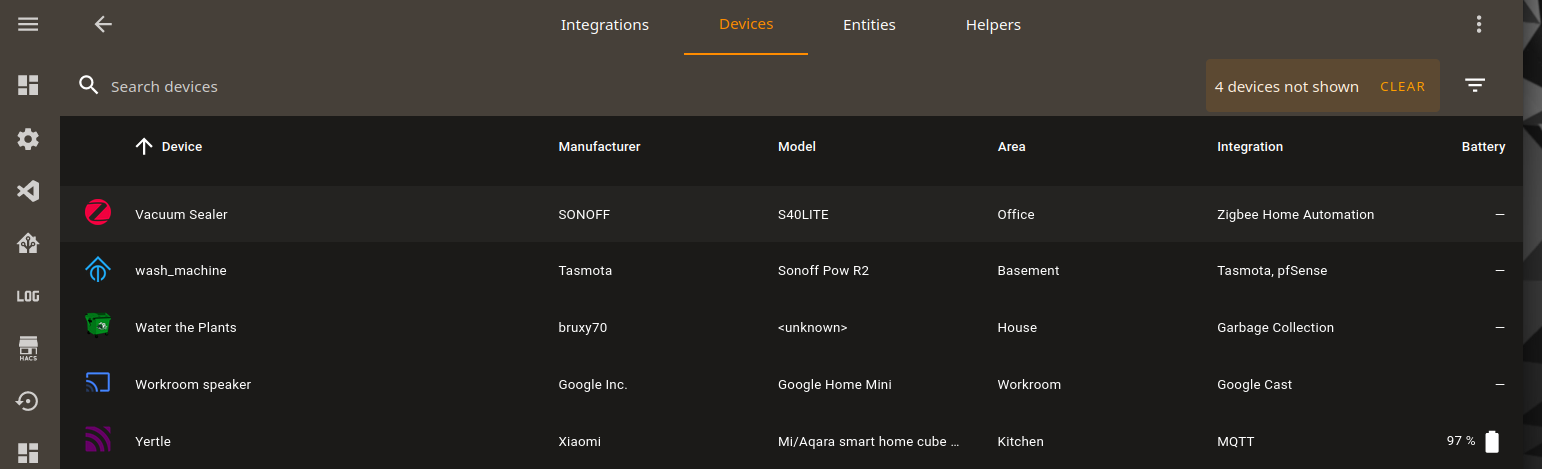 Integrations Devices Entities Helpers
Search devices 4 devices not shown CLEAR
Device Manufacturer Model Area Integration Battery
Vacuum Sealer SONOFF S40LITE Office Zigbee Home Automation –
wash_machine Tasmota Sonoff Pow R2 Basement Tasmota, pfSense –
LOG
Water the Plants bruxy70 <unknown> House Garbage Collection –
HACS
Workroom speaker Google Inc. Google Home Mini Workroom Google Cast –
Yertle Xiaomi Mi/Aqara smart home cube … Kitchen MQTT 97 %